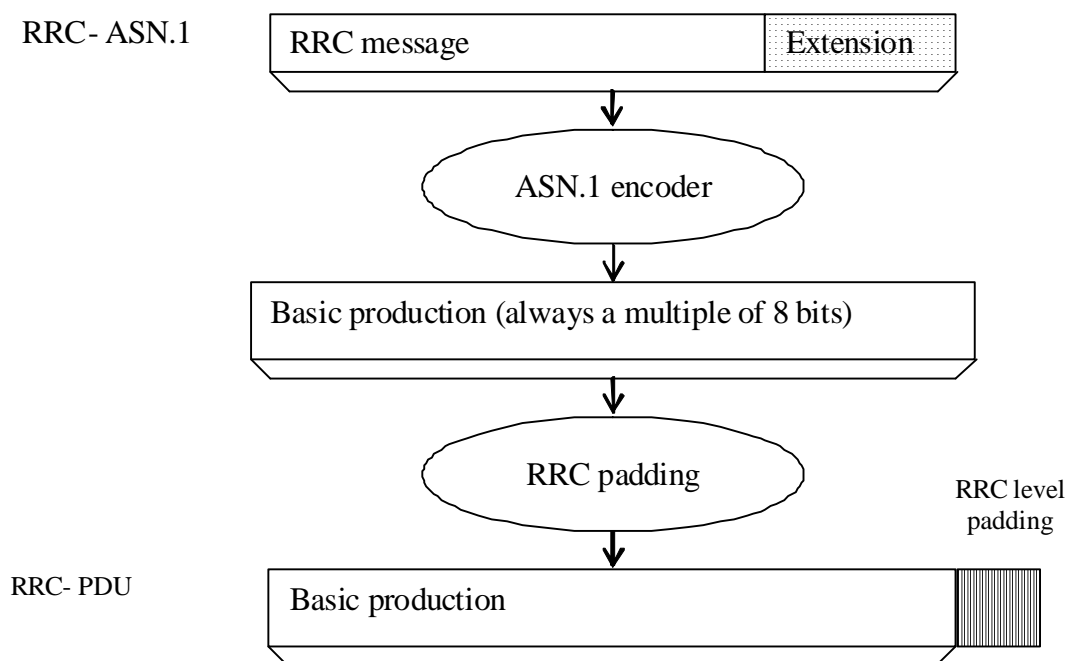 RRC- ASN.1
RRC message
Extension
ASN.1 encoder
Basic production (always a multiple of 8 bits)
RRC padding
RRC level
padding
RRC- PDU
Basic production